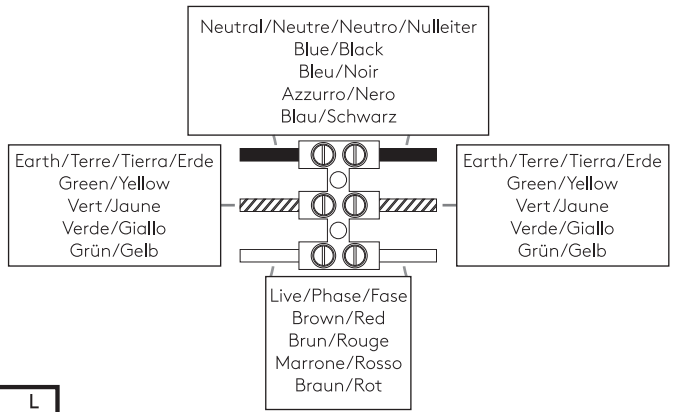 Neutral/Neutre/Neutro/Nulleiter
Blue/Black
Bleu/Noir
Azzurro/Nero
Blau/Schwarz
Earth/Terre/Tierra/Erde
Green/Yellow
Vert/Jaune
Verde/Giallo
Grün/Gelb
Earth/Terre/Tierra/Erde
Green/Yellow
Vert/Jaune
Verde/Giallo
Grün/Gelb
Live/Phase/Fase
Brown/Red
Brun/Rouge
Marrone/Rosso
Braun/Rot
L